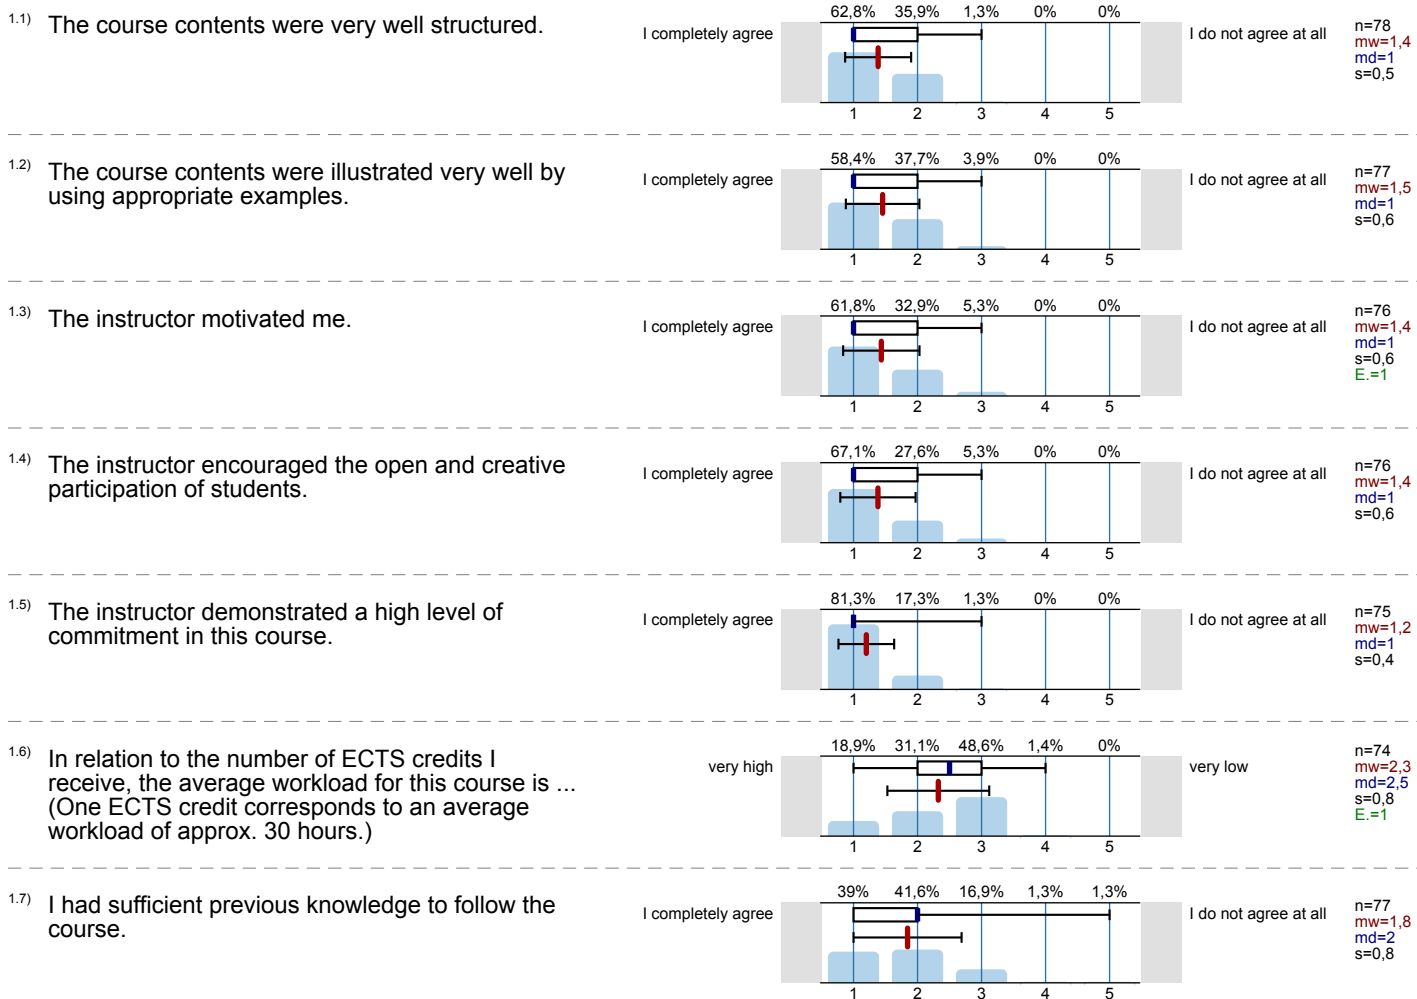 1.1) The course contents were very well structured.
I completely agree
62,8% 35,9% 1,3% 0% 0%
1 2 3 4 5
I do not agree at all
n=78
mw=1,4
md=1
s=0,5
1.2) The course contents were illustrated very well by
using appropriate examples.
I completely agree
58,4% 37,7% 3,9% 0% 0%
1 2 3 4 5
I do not agree at all
n=77
mw=1,5
md=1
s=0,6
1.3) The instructor motivated me.
I completely agree
61,8% 32,9% 5,3% 0% 0%
1 2 3 4 5
I do not agree at all
n=76
mw=1,4
md=1
s=0,6
E.=1
1.4) The instructor encouraged the open and creative
participation of students.
I completely agree
67,1% 27,6% 5,3% 0% 0%
1 2 3 4 5
I do not agree at all
n=76
mw=1,4
md=1
s=0,6
1.5) The instructor demonstrated a high level of
commitment in this course.
I completely agree
81,3% 17,3% 1,3% 0% 0%
1 2 3 4 5
I do not agree at all
n=75
mw=1,2
md=1
s=0,4
1.6) In relation to the number of ECTS credits I
receive, the average workload for this course is ...
(One ECTS credit corresponds to an average
workload of approx. 30 hours.)
very high
18,9% 31,1% 48,6% 1,4% 0%
1 2 3 4 5
very low
n=74
mw=2,3
md=2,5
s=0,8
E.=1
1.7) I had sufficient previous knowledge to follow the
course.
I completely agree
39% 41,6% 16,9% 1,3% 1,3%
1 2 3 4 5
I do not agree at all
n=77
mw=1,8
md=2
s=0,8